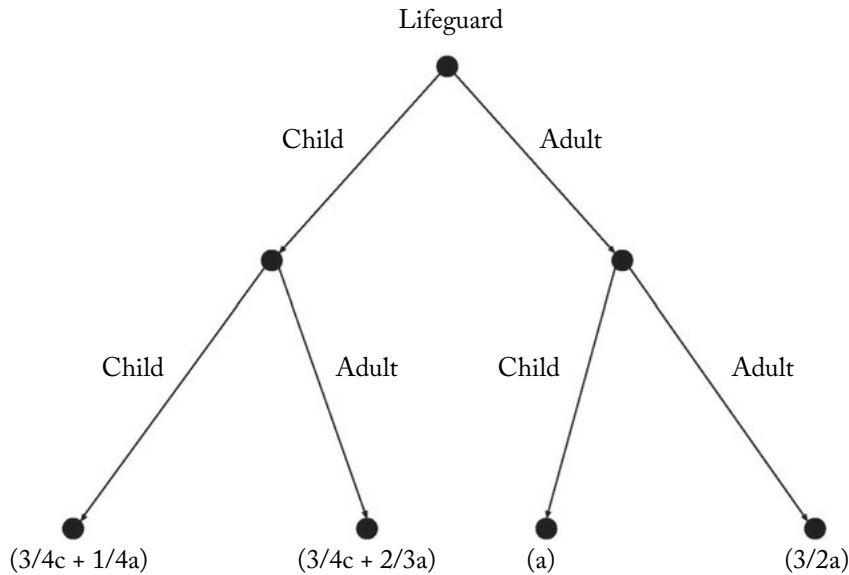 Lifeguard
Child
Adult
Child
Adult
Child
Adult
(3/4c + 1/4a)
(3/4c + 2/3a)
(a)
(3/2a)